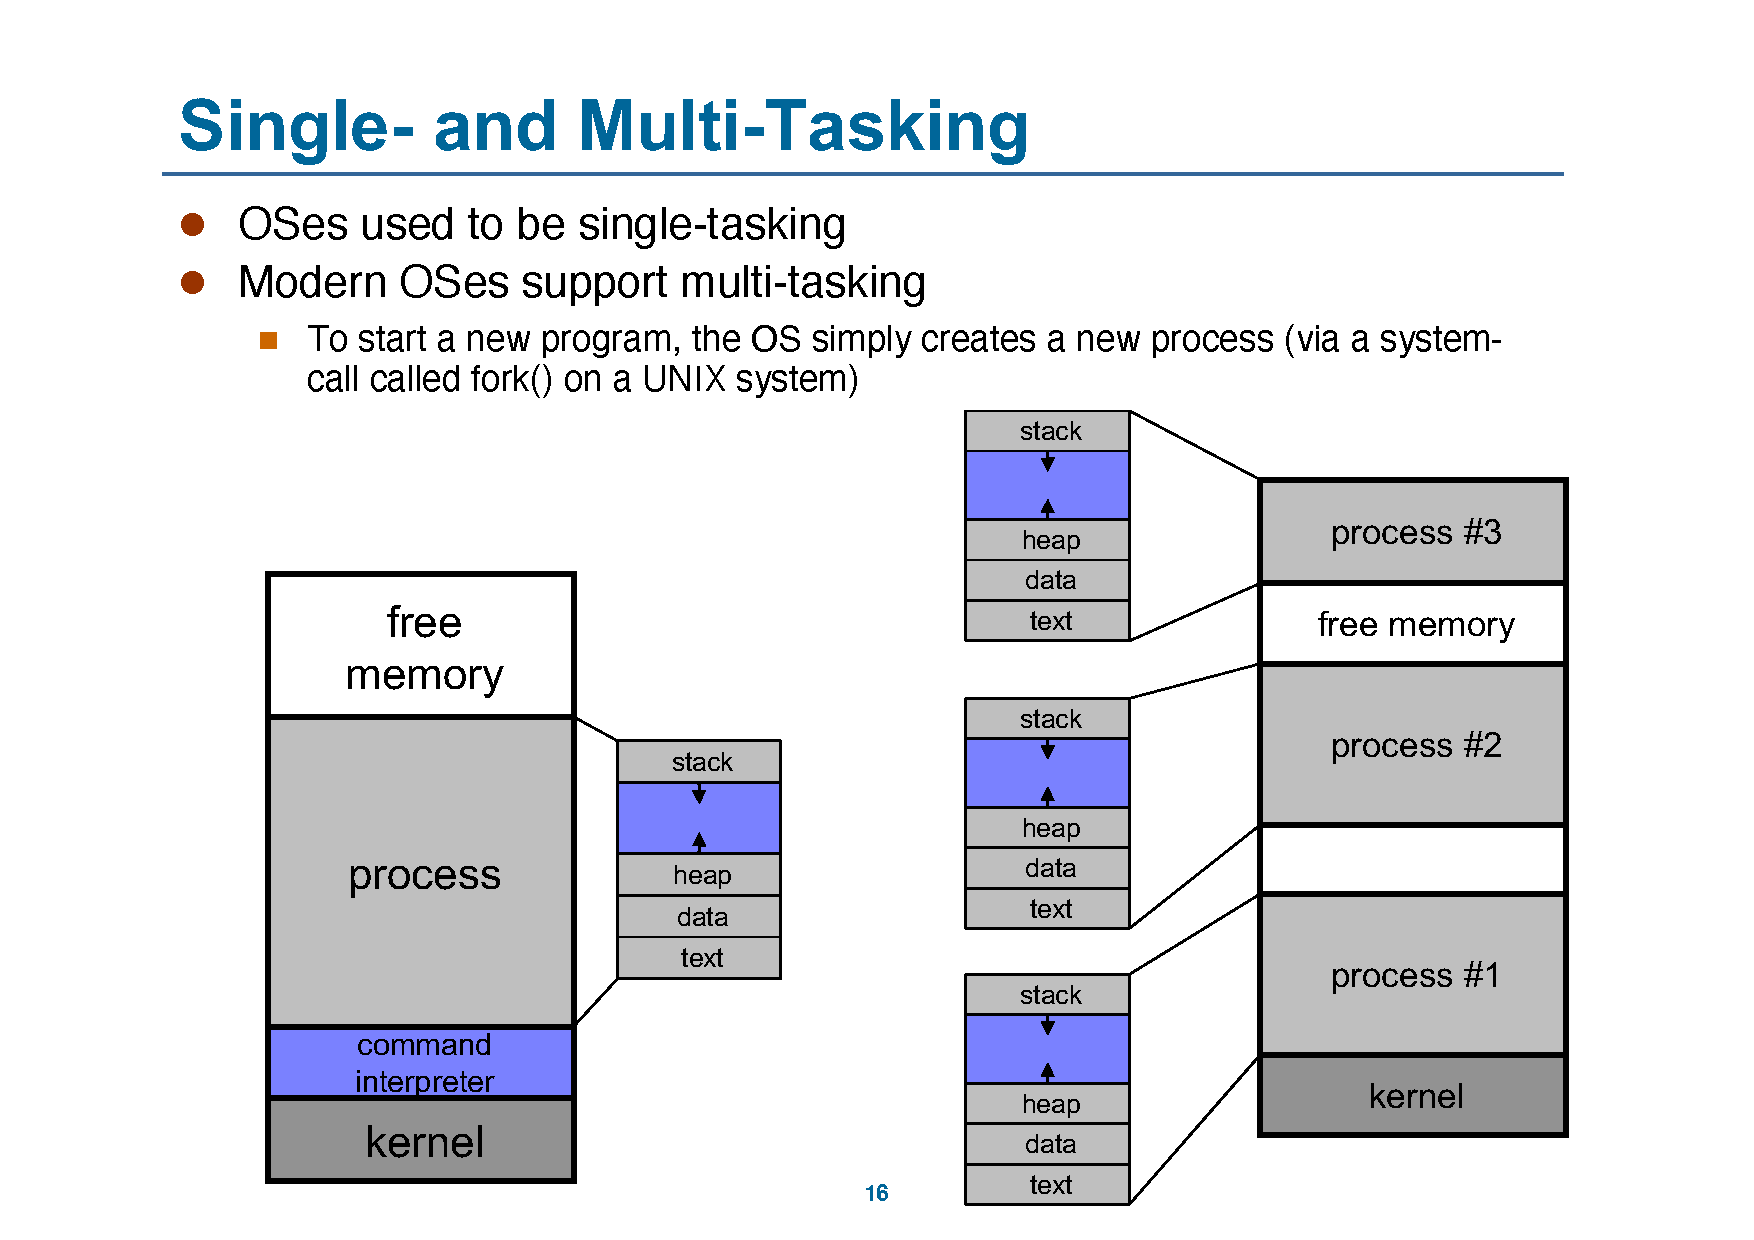 Single- and Multi-Tasking
OSes used to be single-tasking
Modern OSes support multi-tasking
To start a new program, the OS simply creates a new process (via a system-
call called fork() on a UNIX system)
free
memory
process
command
interpreter
kernel
stack
heap
data
text
stack
heap
data
text
stack
heap
data
text
stack
heap
data
text
process #3
free memory
process #2
process #1
kernel
16